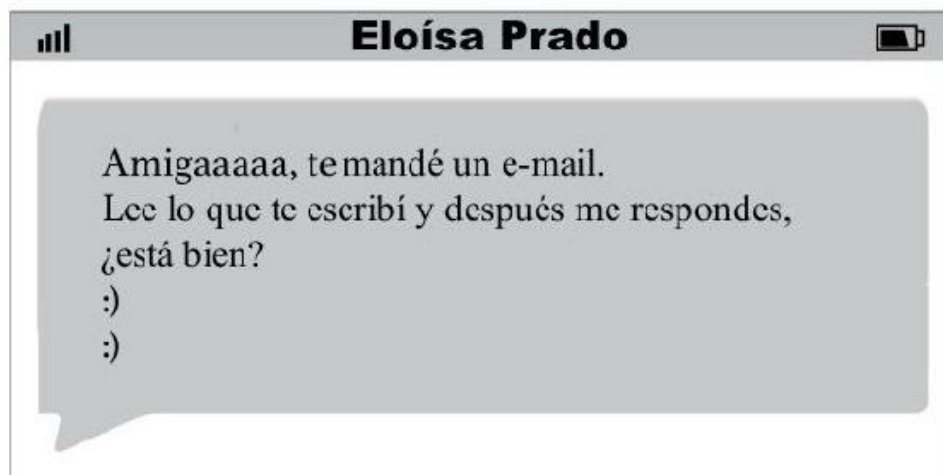 Eloísa Prado
Amigaaaaa, te mandé un e-mail.
Lee lo que te escribí y después me respondes,
¿está bien?
:)
:)